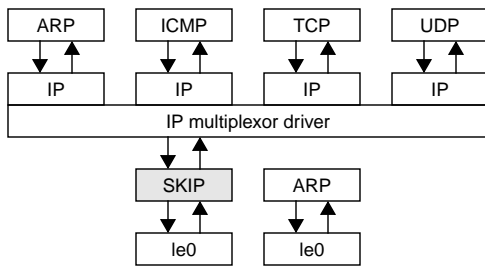 ARP ICMP TCP UDP
IP IP IP IP
IP multiplexor driver
SKIP ARP
le0 le0